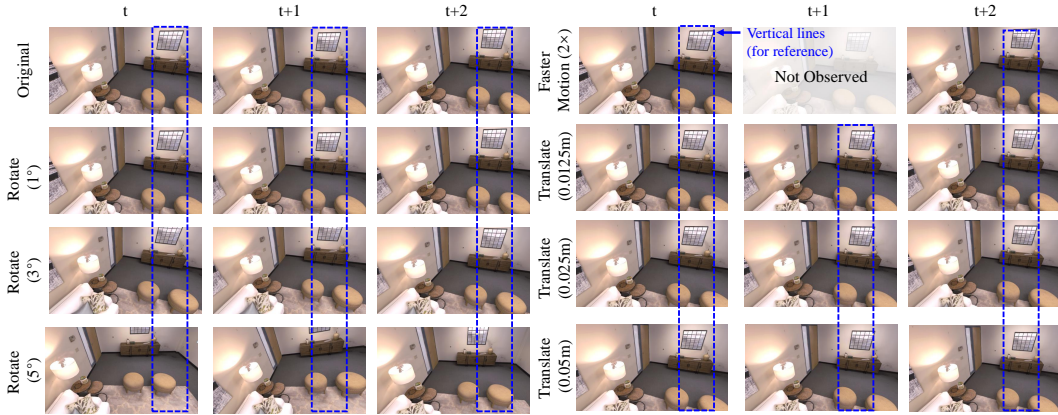 t t+1 t+2 t t+1 t+2
Original
Faster
Motion (2×)
Vertical lines
(for reference)
Not Observed
Rotate
(1°)
Translate
(0.0125m)
Rotate
(3°)
Translate
(0.025m)
Rotate
(5°)
Translate
(0.05m)